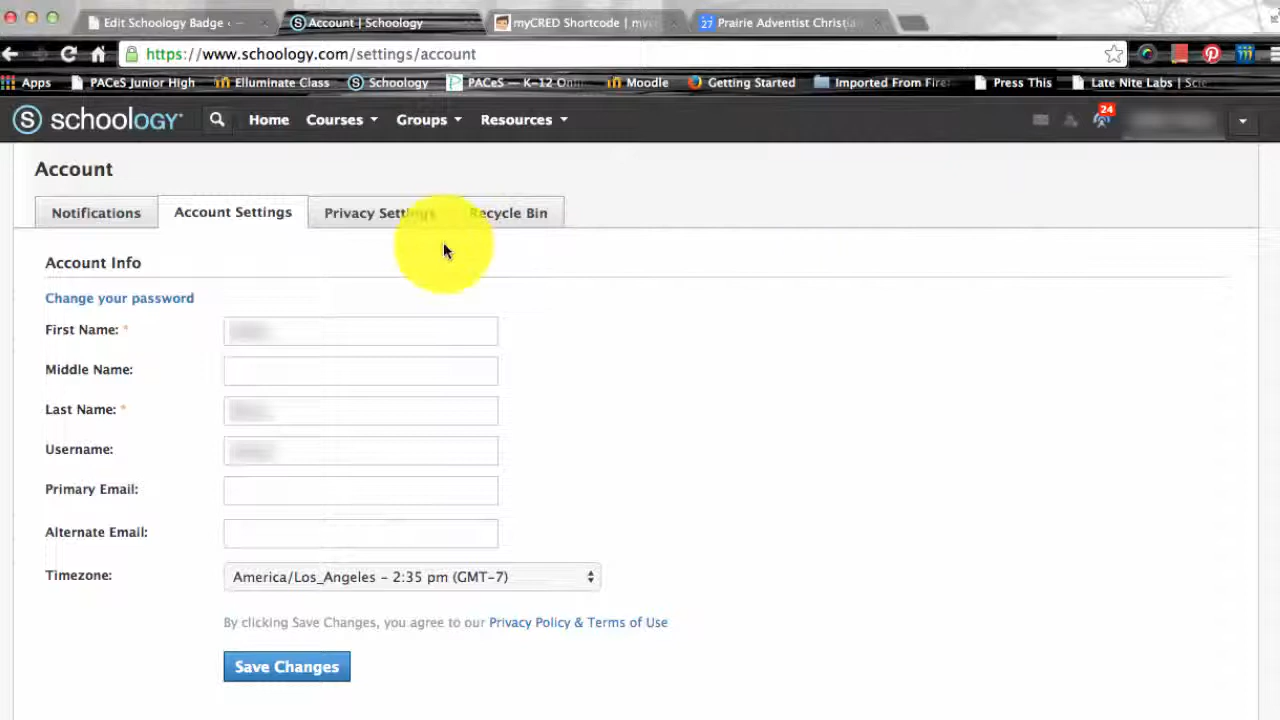 Edit Schoology Badge ‹
Account | Schoology
myCRED Shortcode | my
Prairie Adventist Christia
https://www.schoology.com/settings/account
Apps
PACeS Junior High
Elluminate Class
Schoology
PACeS — K-12 On
Moodle
Getting Started
Imported From Fire
Press This
Late Nite Labs | Sci
schoology
Home
Courses
Groups
Resources
24
Account
Notifications
Account Settings
Privacy Settings
Recycle Bin
Account Info
Change your password
First Name: *
Middle Name:
Last Name: *
Username:
Primary Email:
Alternate Email:
Timezone:
America/Los_Angeles - 2:35 pm (GMT-7)
By clicking Save Changes, you agree to our Privacy Policy & Terms of Use
Save Changes